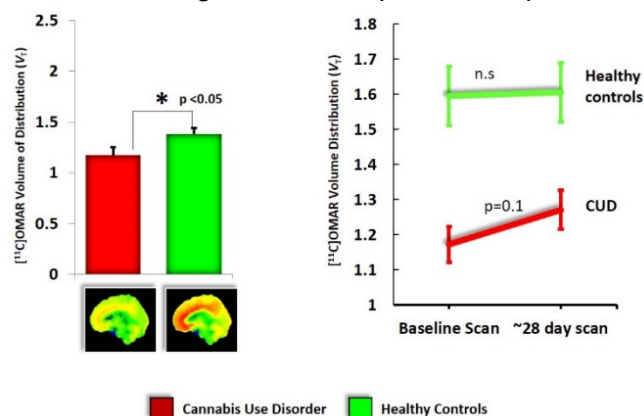 2.5
2
1.5
1
0.5
0
[¹¹C]OMAR Volume of Distribution (V_T)
* p <0.05
1.8
1.7
1.6
1.5
1.4
1.3
1.2
1.1
1
[¹¹C]OMAR Volume Distribution (V_T)
n.s
Healthy
controls
p=0.1
CUD
Baseline Scan ~28 day scan
Cannabis Use Disorder Healthy Controls